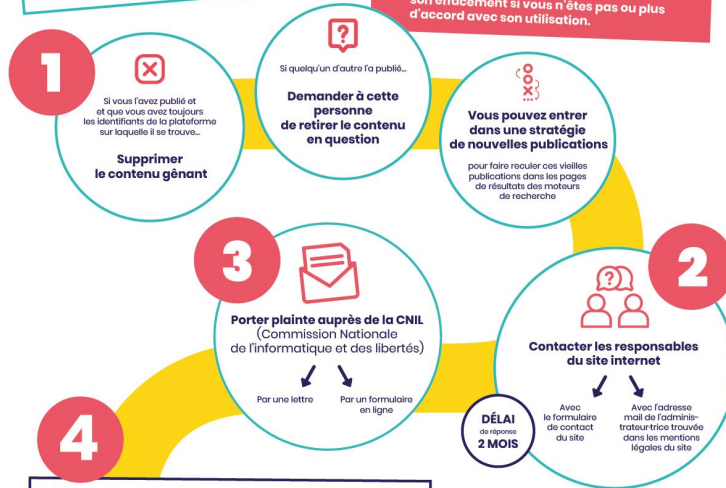 son effacement si vous n'êtes pas ou plus
d'accord avec son utilisation.
1
Si vous l'avez publié et
et que vous avez toujours
les identifiants de la plateforme
sur laquelle il se trouve...
Supprimer
le contenu gênant
?
Si quelqu'un d'autre l'a publié...
Demander à cette
personne
de retirer le contenu
en question
Vous pouvez entrer
dans une stratégie
de nouvelles publications
pour faire reculer ces vieilles
publications dans les pages
de résultats des moteurs
de recherche
2
?
Contacter les responsables
du site internet
Avec
le formulaire
de contact
du site
Avec l'adresse
mail de l'adminis-
trateur·trice trouvée
dans les mentions
légales du site
DÉLAI
de réponse
2 MOIS
3
Porter plainte auprès de la CNIL
(Commission Nationale
de l'informatique et des libertés)
Par une lettre
Par un formulaire
en ligne
4